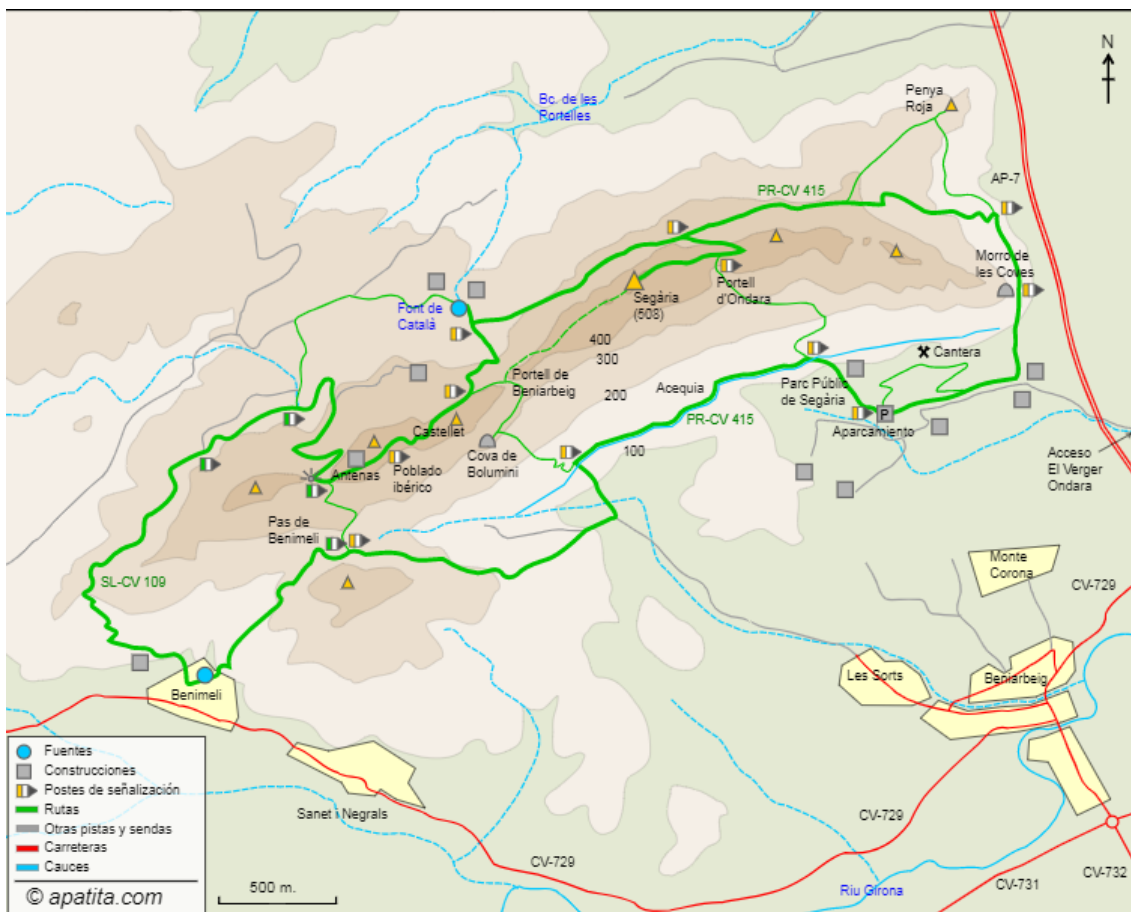 N
Penya
Roja
Bc. de les
Rortelles
AP-7
PR-CV 415
Morro de
les Coves
Portell
d'Ondara
Segària
(508)
Font de
Català
400
300
200
100
Cantera
Portell de
Beniarbeig
Acequia
Parc Públic
de Segària
PR-CV 415
P
Aparcamiento
Castellet
Cova de
Bolumini
Antenas
Poblado
ibérico
Acceso
El Verger
Ondara
Pas de
Benimeli
Monte
Corona
CV-729
SL-CV 109
Les Sorts
Beniarbeig
Benimeli
Sanet i Negrals
CV-729
CV-729
Riu Girona
CV-731
CV-732
Fuentes
Construcciones
Postes de señalización
Rutas
Otras pistas y sendas
Carreteras
Cauces
© apatita.com
500 m.